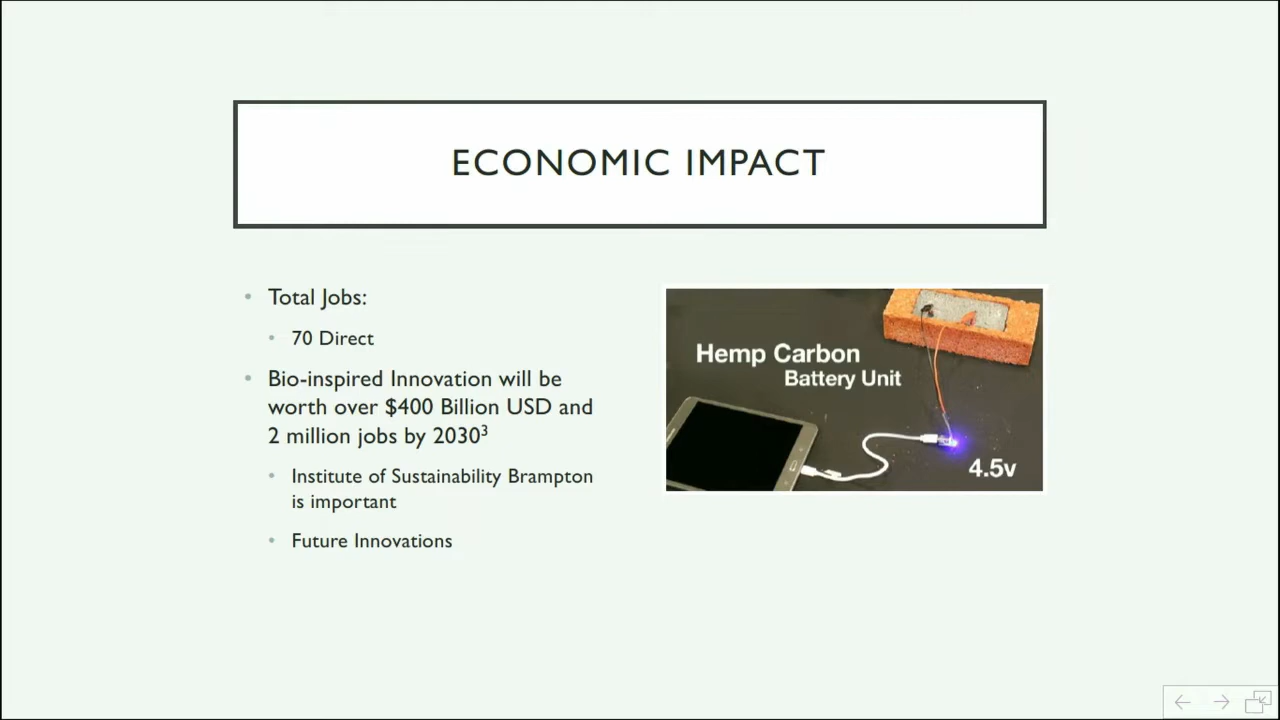 ECONOMIC IMPACT
Total Jobs:
70 Direct
Bio-inspired Innovation will be
worth over $400 Billion USD and
2 million jobs by 2030³
Institute of Sustainability Brampton
is important
Future Innovations
Hemp Carbon
Battery Unit
4.5v